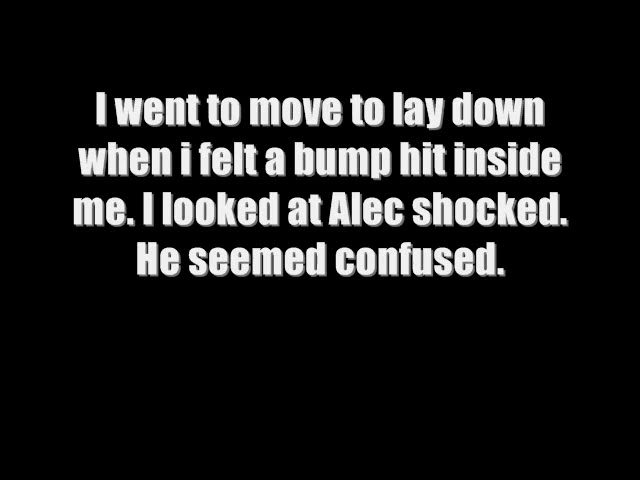 I went to move to lay down
when i felt a bump hit inside
me. I looked at Alec shocked.
He seemed confused.